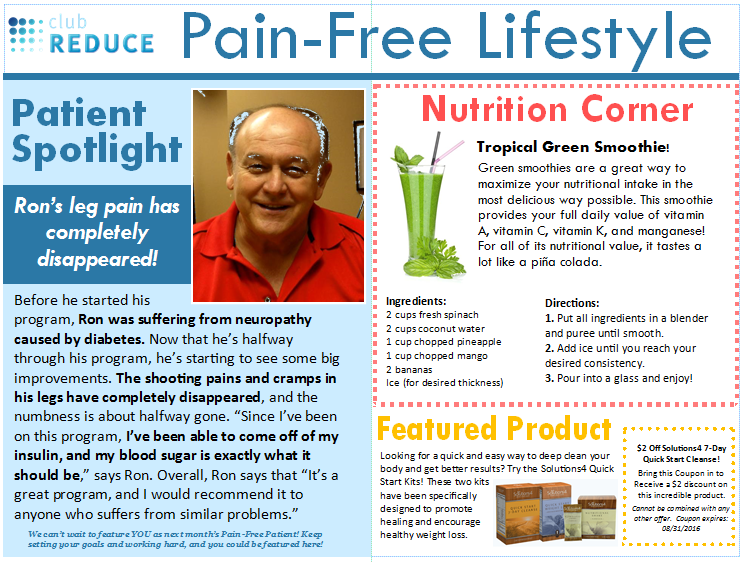 club
REDUCE
Pain-Free Lifestyle
Patient
Spotlight
Ron's leg pain has
completely
disappeared!
Before he started his
program, Ron was suffering from neuropathy
caused by diabetes. Now that he's halfway
through his program, he's starting to see some big
improvements. The shooting pains and cramps in
his legs have completely disappeared, and the
numbness is about halfway gone. “Since I've been
on this program, I've been able to come off of my
insulin, and my blood sugar is exactly what it
should be,” says Ron. Overall, Ron says that “It's a
great program, and I would recommend it to
anyone who suffers from similar problems.”
We can't wait to feature YOU as next month's Pain-Free Patient! Keep
setting your goals and working hard, and you could be featured here!
Nutrition Corner
Tropical Green Smoothie!
Green smoothies are a great way to
maximize your nutritional intake in the
most delicious way possible. This smoothie
provides your full daily value of vitamin
A, vitamin C, vitamin K, and manganese!
For all of its nutritional value, it tastes a
lot like a piña colada.
Ingredients:
2 cups fresh spinach
2 cups coconut water
1 cup chopped pineapple
1 cup chopped mango
2 bananas
Ice (for desired thickness)
Directions:
1. Put all ingredients in a blender
and puree until smooth.
2. Add ice until you reach your
desired consistency.
3. Pour into a glass and enjoy!
Featured Product
Looking for a quick and easy way to deep clean your
body and get better results? Try the Solutions4 Quick
Start Kits! These two kits
have been specifically
designed to promote
healing and encourage
healthy weight loss.
$2 Off Solutions4 7-Day
Quick Start Cleanse!
Bring this Coupon in to
Receive a $2 discount on
this incredible product.
Cannot be combined with any
other offer. Coupon expires:
08/31/2016